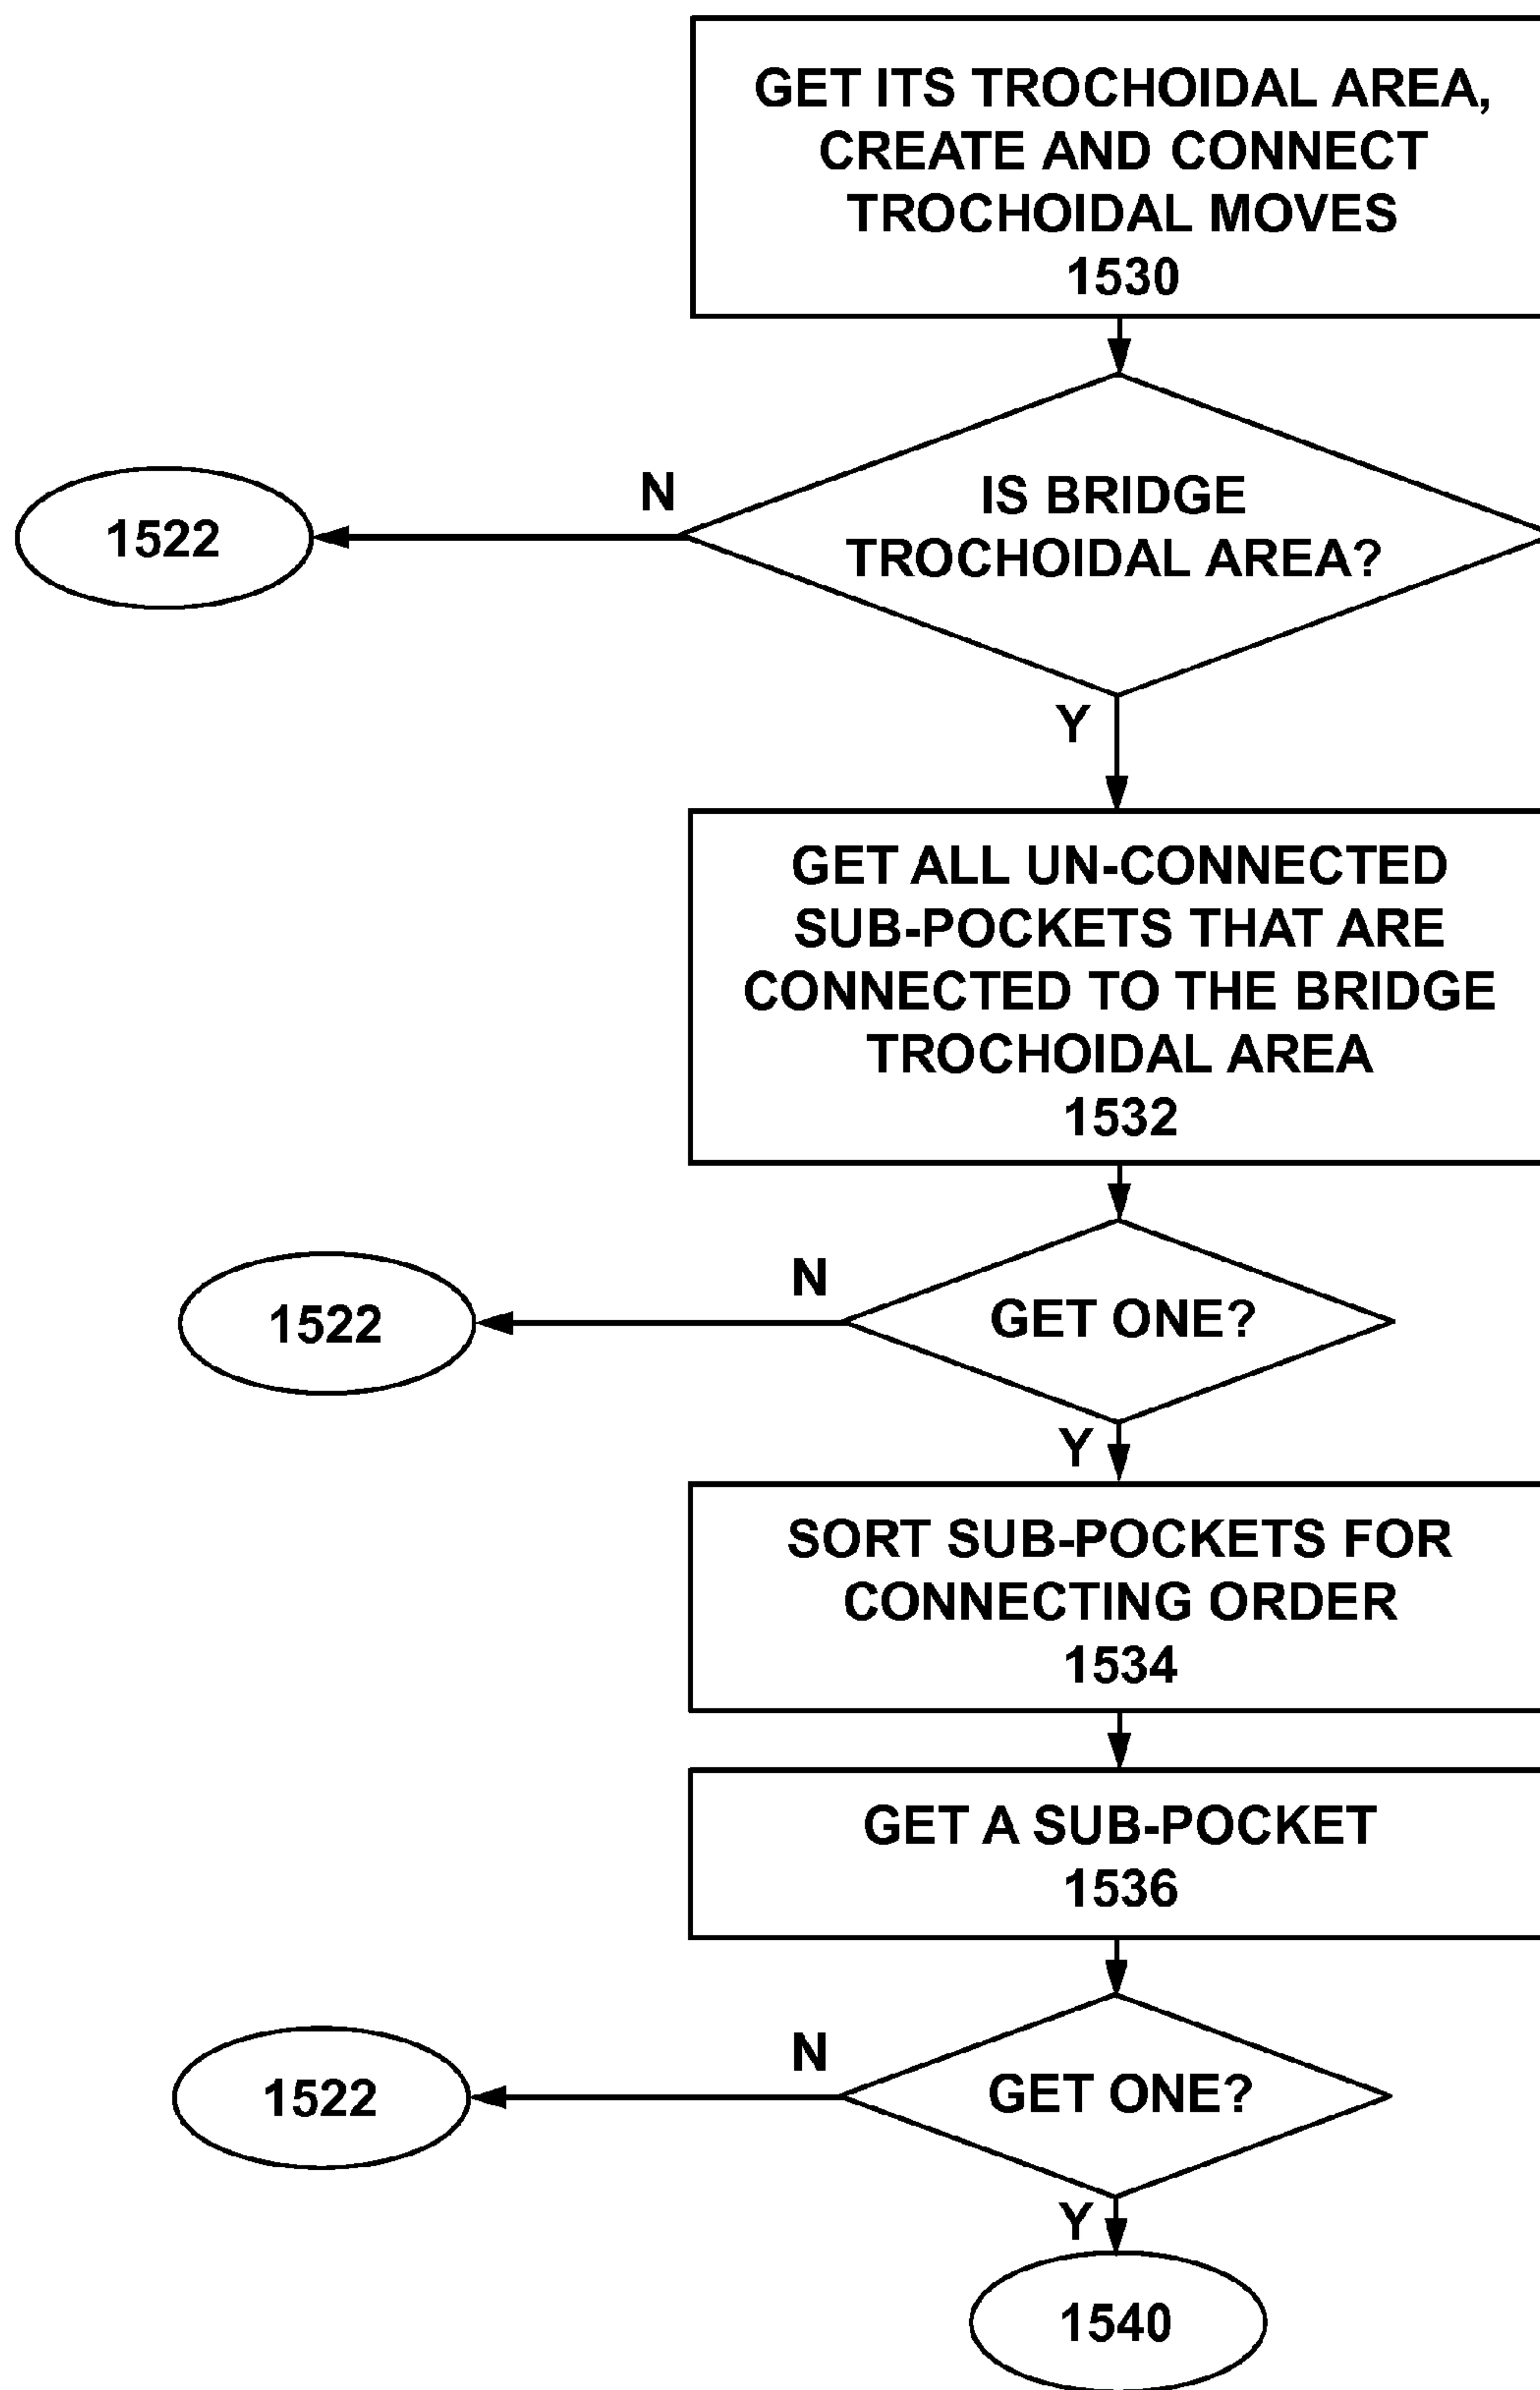 GET ITS TROCHOIDAL AREA,
CREATE AND CONNECT
TROCHOIDAL MOVES
1530
N
IS BRIDGE
TROCHOIDAL AREA?
1522
Y
GET ALL UN-CONNECTED
SUB-POCKETS THAT ARE
CONNECTED TO THE BRIDGE
TROCHOIDAL AREA
1532
N
GET ONE?
1522
Y
SORT SUB-POCKETS FOR
CONNECTING ORDER
1534
GET A SUB-POCKET
1536
N
GET ONE?
1522
Y
1540